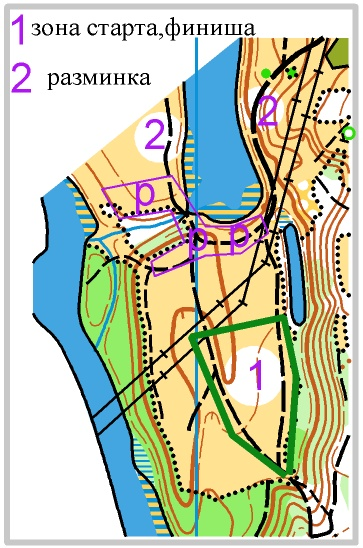 1 зона старта,финиша
2 разминка
2
2
р
р
р
1